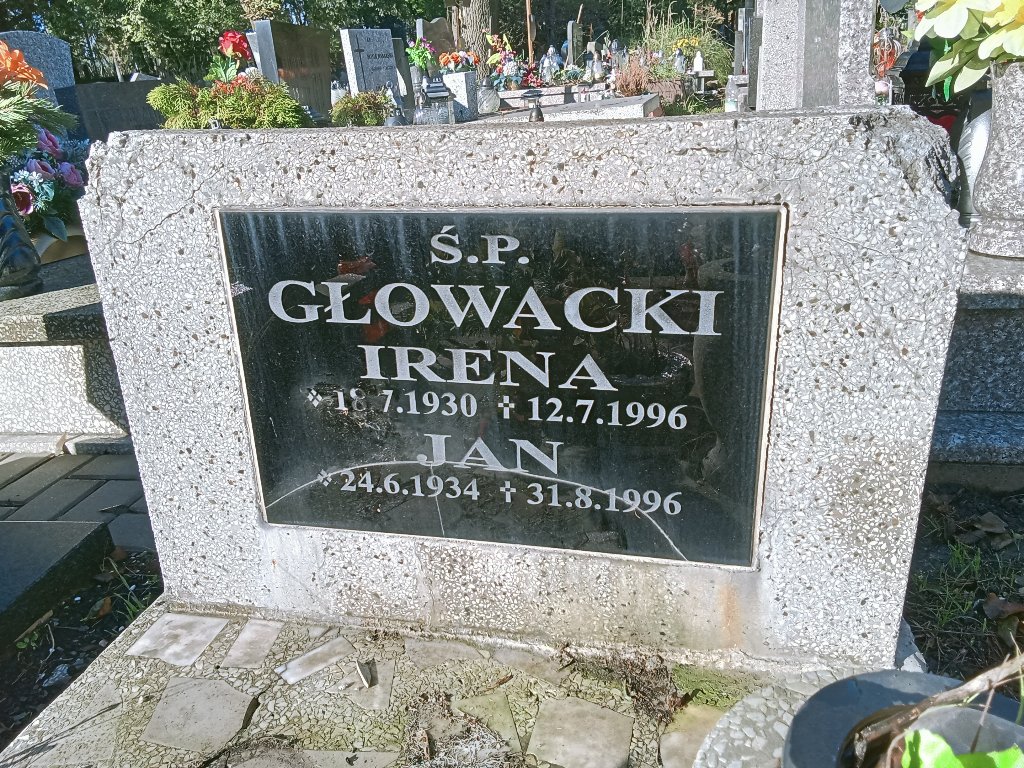 Ś.P.
GŁOWACKI
IRENA
18.7.1930 ✝ 12.7.1996
JAN
24.6.1934 ✝ 31.8.1996